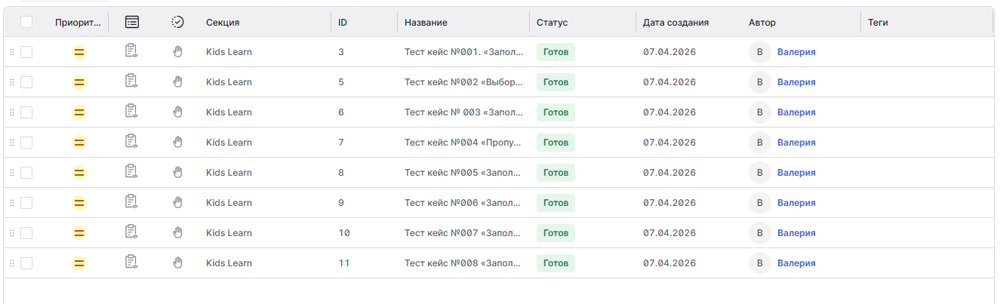 Приорит... Секция ID Название Статус Дата создания Автор Теги
Kids Learn 3 Тест кейс №001. «Запол... Готов 07.04.2026 В Валерия
Kids Learn 5 Тест кейс №002 «Выбор... Готов 07.04.2026 В Валерия
Kids Learn 6 Тест кейс № 003 «Запол... Готов 07.04.2026 В Валерия
Kids Learn 7 Тест кейс №004 «Пропу... Готов 07.04.2026 В Валерия
Kids Learn 8 Тест кейс №005 «Запол... Готов 07.04.2026 В Валерия
Kids Learn 9 Тест кейс №006 «Запол... Готов 07.04.2026 В Валерия
Kids Learn 10 Тест кейс №007 «Запол... Готов 07.04.2026 В Валерия
Kids Learn 11 Тест кейс №008 «Запол... Готов 07.04.2026 В Валерия